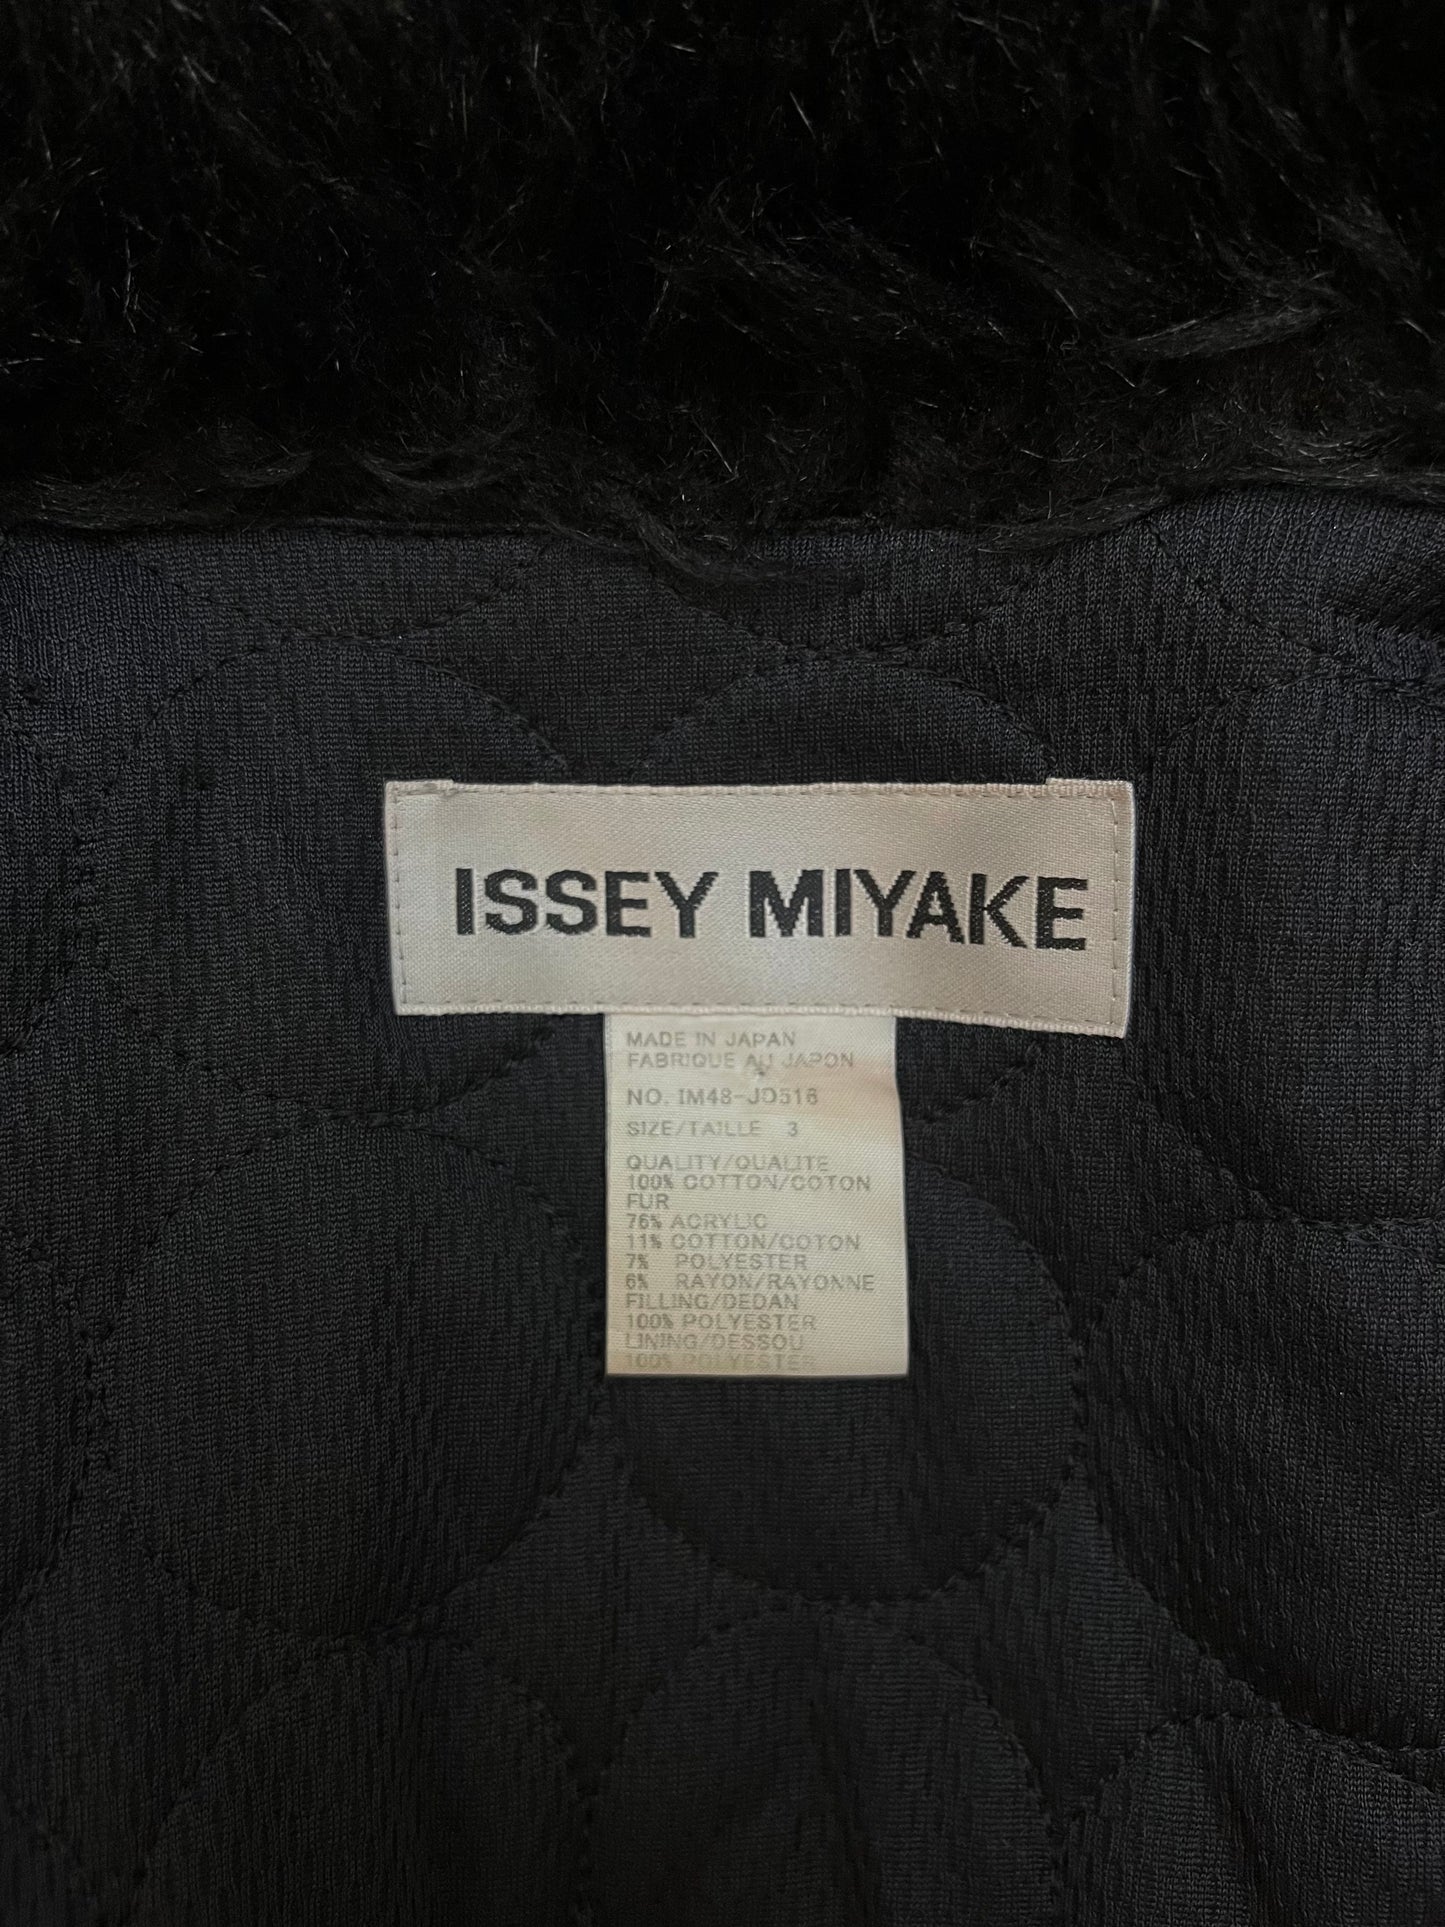 ISSEY MIYAKE
MADE IN JAPAN
FABRIQUE AU JAPON
NO. IM48-JD516
SIZE/TAILLE 3
QUALITY/QUALITE
100% COTTON/COTON
FUR
76% ACRYLIC
11% COTTON/COTON
7% POLYESTER
6% RAYON/RAYONNE
FILLING/DEDAN
100% POLYESTER
LINING/DESSOU
100% POLYESTER